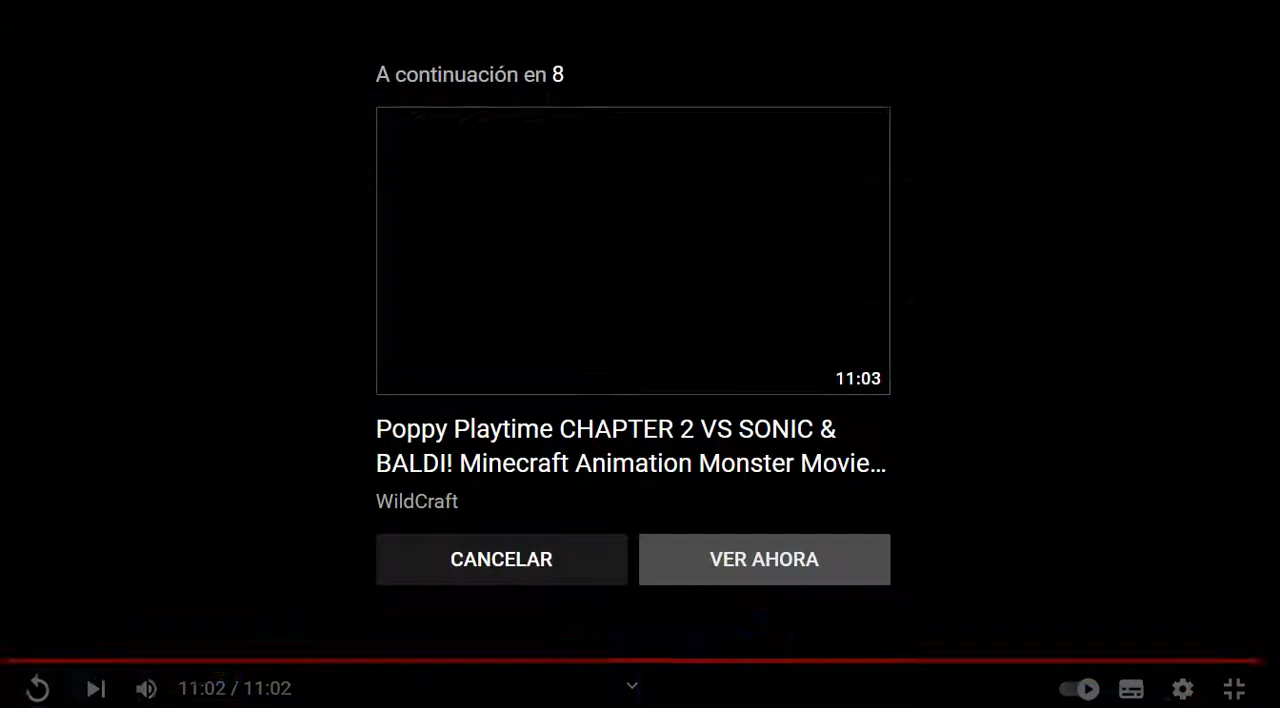 A continuación en 8
11:03
Poppy Playtime CHAPTER 2 VS SONIC &
BALDI! Minecraft Animation Monster Movie...
WildCraft
CANCELAR
VER AHORA
11:02 / 11:02